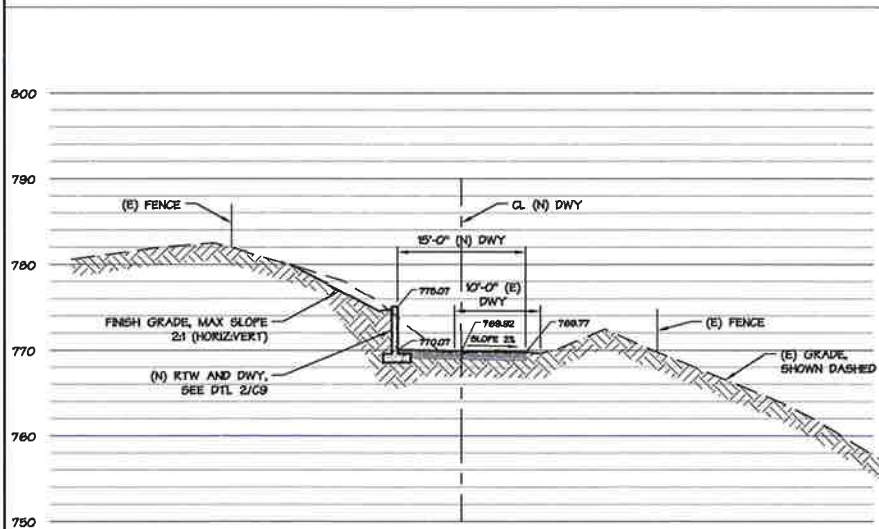 800
790
(E) FENCE
CL (N) DWY
15'-0" (N) DWY
780
10'-0" (E)
DWY
775.07
FINISH GRADE, MAX SLOPE
2:1 (HORIZ:VERT)
769.92
769.77
(E) FENCE
770.07
SLOPE 2%
770
(E) GRADE,
SHOWN DASHED
(N) RTW AND DWY,
SEE DTL 2/C9
760
750